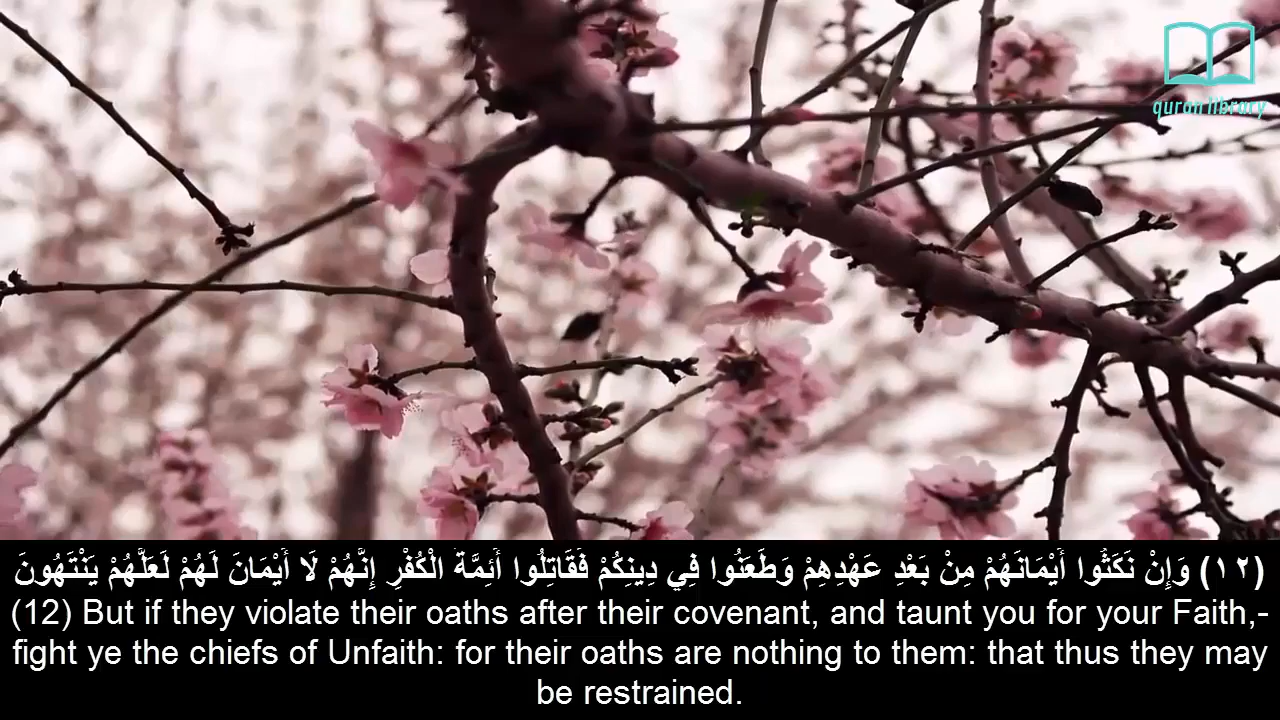 quran library
(١٢) وَإِنْ نَكَثُوا أَيْمَانَهُمْ مِنْ بَعْدِ عَهْدِهِمْ وَطَعَنُوا فِي دِينِكُمْ فَقَاتِلُوا أَئِمَّةَ الْكُفْرِ إِنَّهُمْ لَا أَيْمَانَ لَهُمْ لَعَلَّهُمْ يَنْتَهُونَ
(12) But if they violate their oaths after their covenant, and taunt you for your Faith,-
fight ye the chiefs of Unfaith: for their oaths are nothing to them: that thus they may
be restrained.